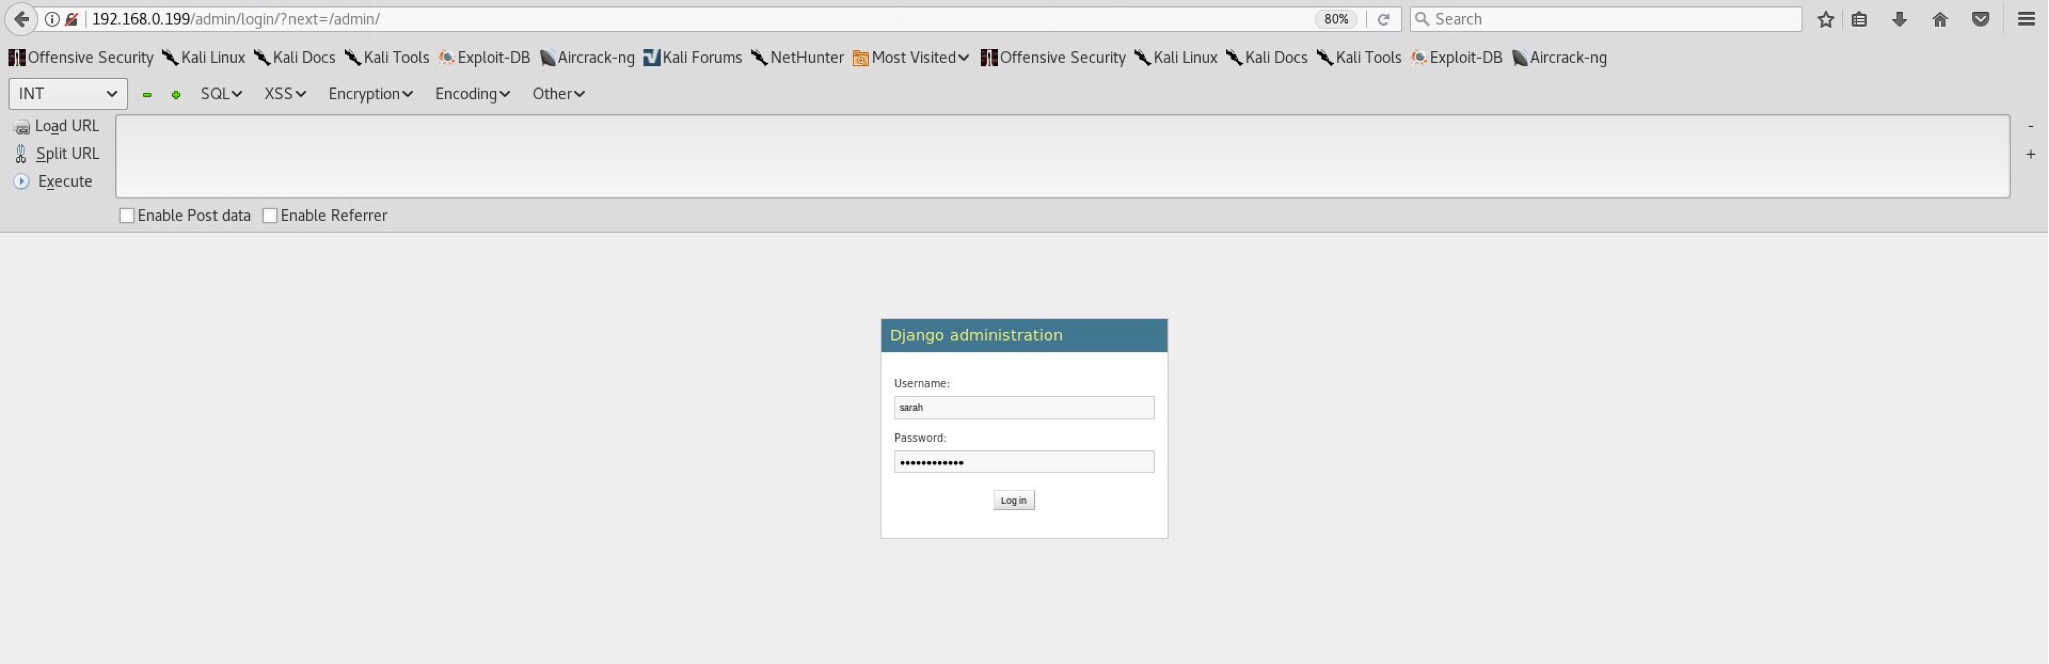 192.168.0.199/admin/login/?next=/admin/ 80% Search
Offensive Security Kali Linux Kali Docs Kali Tools Exploit-DB Aircrack-ng Kali Forums NetHunter Most Visited Offensive Security Kali Linux Kali Docs Kali Tools Exploit-DB Aircrack-ng
INT SQL XSS Encryption Encoding Other
Load URL -
Split URL +
Execute
Enable Post data Enable Referrer
Django administration
Username:
sarah
Password:
••••••••••••
Log in